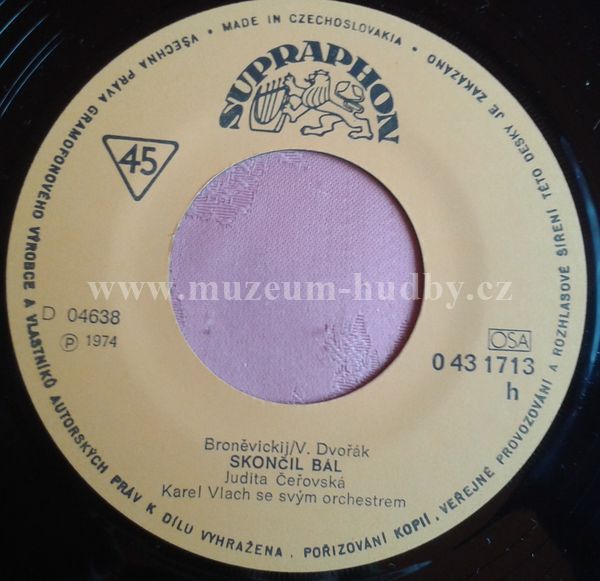 VŠECHNA PRÁVA GRAMOFONOVÉHO VÝROBCE A VLASTNÍKŮ AUTORSKÝCH PRÁV K DÍLU VYHRAŽENA. POŘIZOVÁNÍ KOPIÍ, VEŘEJNÉ PROVOZOVÁNÍ A ROZHLASOVÉ ŠÍŘENÍ TÉTO DESKY JE ZAKÁZÁNO • MADE IN CZECHOSLOVAKIA •
SUPRAPHON
45
www.muzeum-hudby.cz
D 04638
℗ 1974
OSA
0 43 1713
h
Broněvickij/V. Dvořák
SKONČIL BÁL
Judita Čeřovská
Karel Vlach se svým orchestrem